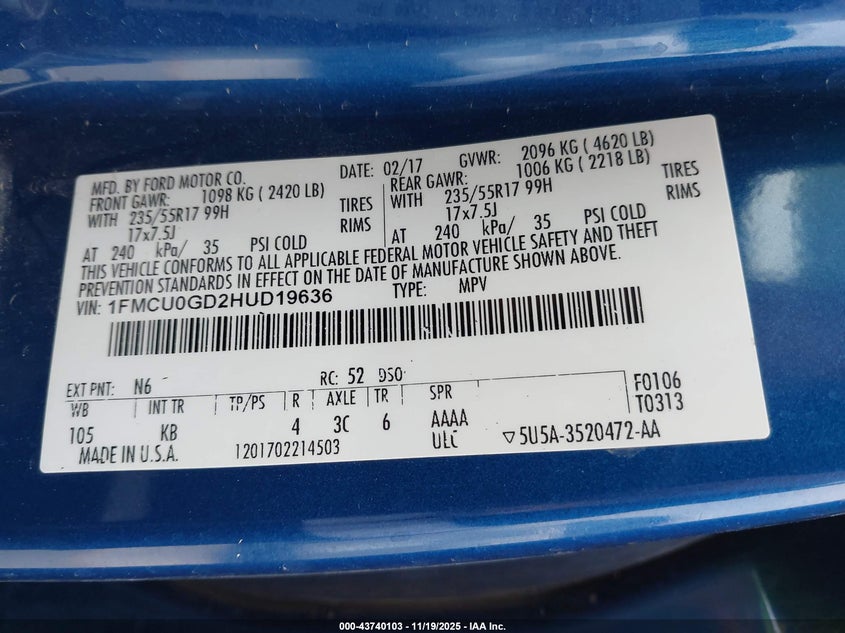 MFD. BY FORD MOTOR CO.
DATE: 02/17 GVWR: 2096 KG ( 4620 LB)
FRONT GAWR: 1098 KG ( 2420 LB)
REAR GAWR: 1006 KG ( 2218 LB)
WITH 235/55R17 99H TIRES
WITH 235/55R17 99H TIRES
17x7.5J RIMS
17x7.5J RIMS
AT 240 kPa/ 35 PSI COLD
AT 240 kPa/ 35 PSI COLD
THIS VEHICLE CONFORMS TO ALL APPLICABLE FEDERAL MOTOR VEHICLE SAFETY AND THEFT
PREVENTION STANDARDS IN EFFECT ON THE DATE OF MANUFACTURE SHOWN ABOVE.
VIN: 1FMCU0GD2HUD19636 TYPE: MPV
EXT PNT: N6 RC: 52 DSO:
WB INT TR TP/PS R AXLE TR SPR F0106
105 KB 4 3C 6 AAAA T0313
ULC ▽5U5A-3520472-AA
MADE IN U.S.A. 1201702214503
000-43740103 - 11/19/2025 - IAA Inc.